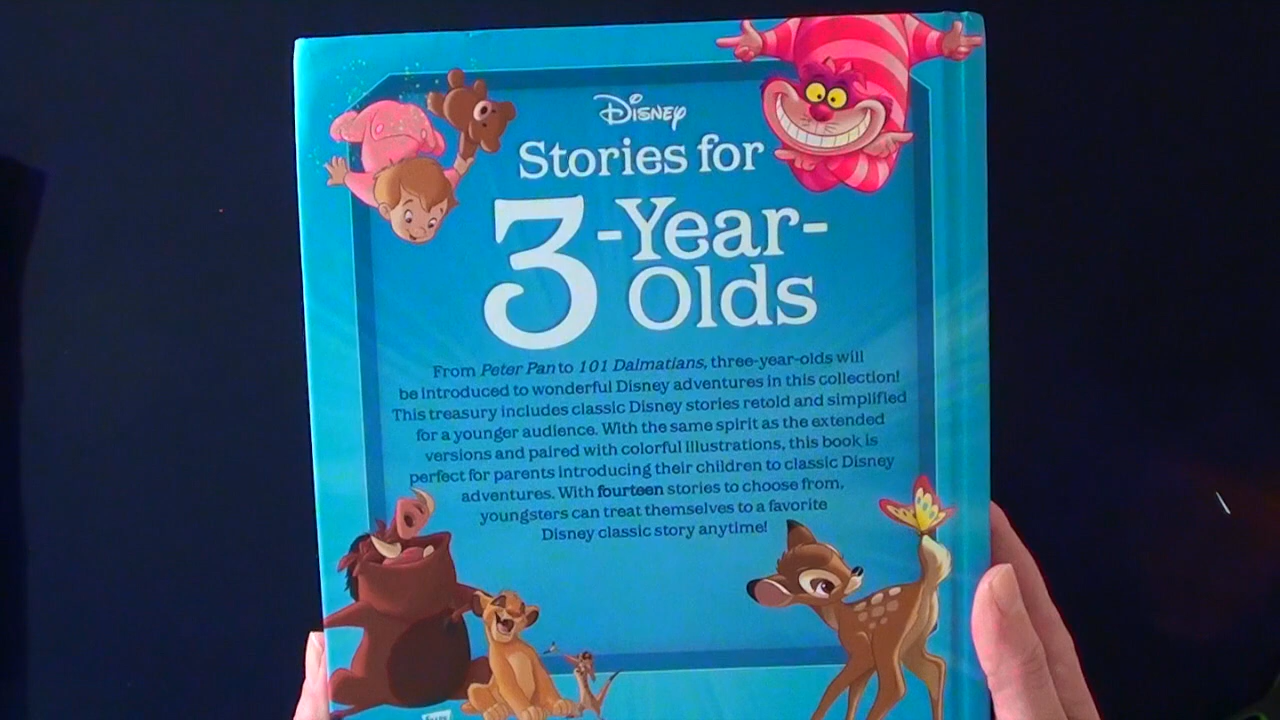 Disney
Stories for
3-Year-
Olds
From Peter Pan to 101 Dalmatians, three-year-olds will
be introduced to wonderful Disney adventures in this collection!
This treasury includes classic Disney stories retold and simplified
for a younger audience. With the same spirit as the extended
versions and paired with colorful illustrations, this book is
perfect for parents introducing their children to classic Disney
adventures. With fourteen stories to choose from,
youngsters can treat themselves to a favorite
Disney classic story anytime!